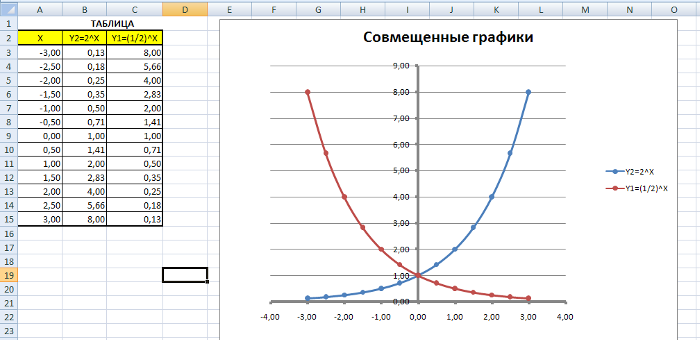 A B C D E F G H I J K L M N O
1 ТАБЛИЦА
2 X Y2=2^X Y1=(1/2)^X
3 -3,00 0,13 8,00
4 -2,50 0,18 5,66
5 -2,00 0,25 4,00
6 -1,50 0,35 2,83
7 -1,00 0,50 2,00
8 -0,50 0,71 1,41
9 0,00 1,00 1,00
10 0,50 1,41 0,71
11 1,00 2,00 0,50
12 1,50 2,83 0,35
13 2,00 4,00 0,25
14 2,50 5,66 0,18
15 3,00 8,00 0,13
16
17
18
19
20
21
22
23
Совмещенные графики
9,00
8,00
7,00
6,00
5,00
4,00
3,00
2,00
1,00
0,00
-4,00 -3,00 -2,00 -1,00 0,00 1,00 2,00 3,00 4,00
Y2=2^X
Y1=(1/2)^X